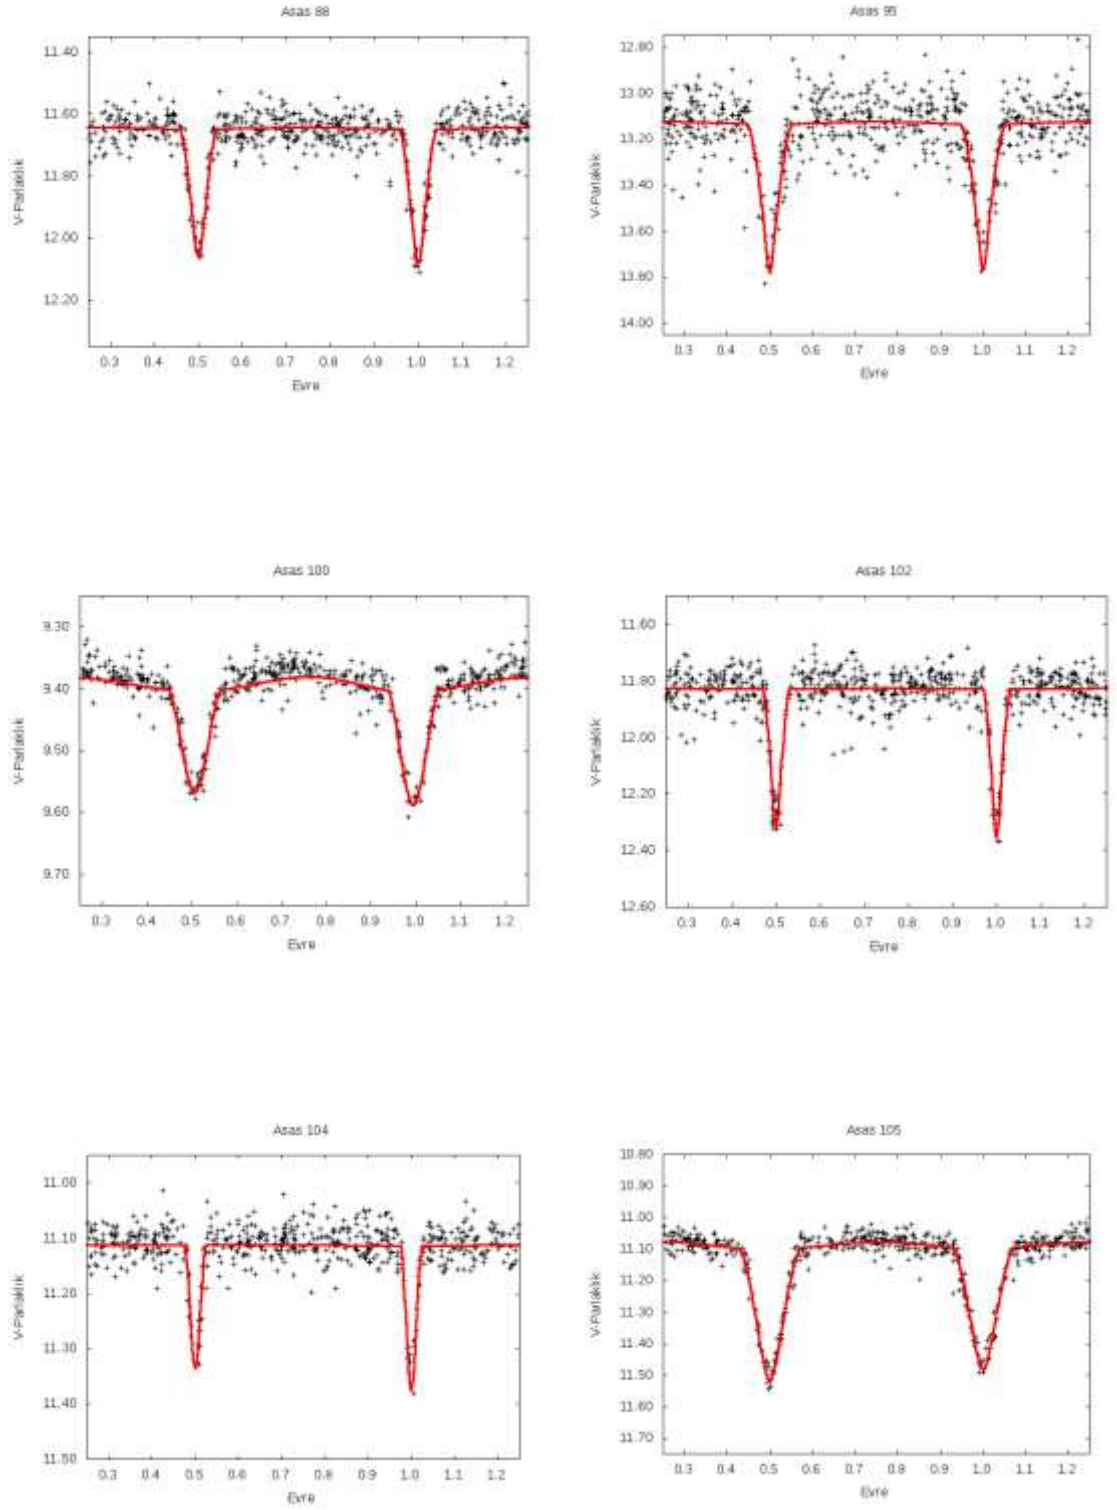 Asas 88
11.40
11.60
11.80
12.00
12.20
V-Parlaklık
0.3 0.4 0.5 0.6 0.7 0.8 0.9 1.0 1.1 1.2
Evre
Asas 95
12.80
13.00
13.20
13.40
13.60
13.80
14.00
V-Parlaklık
0.3 0.4 0.5 0.6 0.7 0.8 0.9 1.0 1.1 1.2
Evre
Asas 100
9.30
9.40
9.50
9.60
9.70
V-Parlaklık
0.3 0.4 0.5 0.6 0.7 0.8 0.9 1.0 1.1 1.2
Evre
Asas 102
11.60
11.80
12.00
12.20
12.40
12.60
V-Parlaklık
0.3 0.4 0.5 0.6 0.7 0.8 0.9 1.0 1.1 1.2
Evre
Asas 104
11.00
11.10
11.20
11.30
11.40
11.50
V-Parlaklık
0.3 0.4 0.5 0.6 0.7 0.8 0.9 1.0 1.1 1.2
Evre
Asas 105
10.80
10.90
11.00
11.10
11.20
11.30
11.40
11.50
11.60
11.70
V-Parlaklık
0.3 0.4 0.5 0.6 0.7 0.8 0.9 1.0 1.1 1.2
Evre